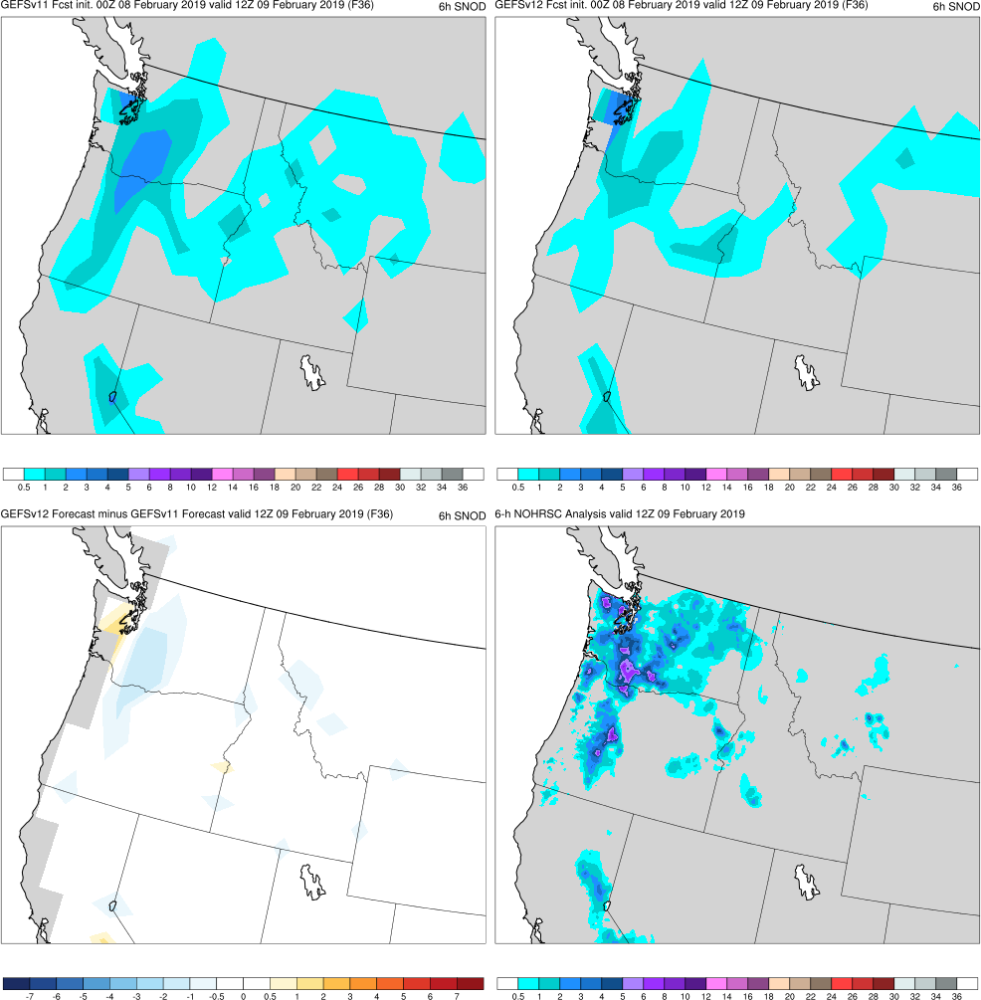 GEFSv11 Fcst init. 00Z 08 February 2019 valid 12Z 09 February 2019 (F36) 6h SNOD
GEFSv12 Fcst init. 00Z 08 February 2019 valid 12Z 09 February 2019 (F36) 6h SNOD
0.5 1 2 3 4 5 6 8 10 12 14 16 18 20 22 24 26 28 30 32 34 36
0.5 1 2 3 4 5 6 8 10 12 14 16 18 20 22 24 26 28 30 32 34 36
GEFSv12 Forecast minus GEFSv11 Forecast valid 12Z 09 February 2019 (F36) 6h SNOD
6-h NOHRSC Analysis valid 12Z 09 February 2019
-7 -6 -5 -4 -3 -2 -1 -0.5 0 0.5 1 2 3 4 5 6 7
0.5 1 2 3 4 5 6 8 10 12 14 16 18 20 22 24 26 28 30 32 34 36